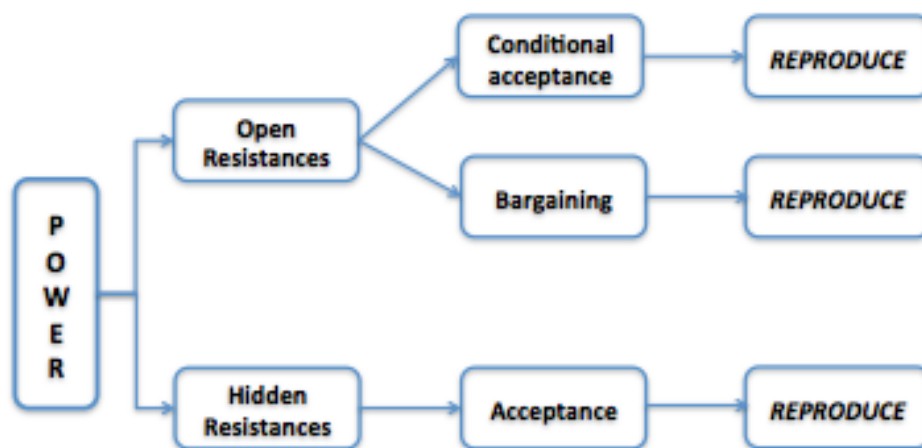 P
O
W
E
R
Open
Resistances
Conditional
acceptance
REPRODUCE
Bargaining
REPRODUCE
Hidden
Resistances
Acceptance
REPRODUCE